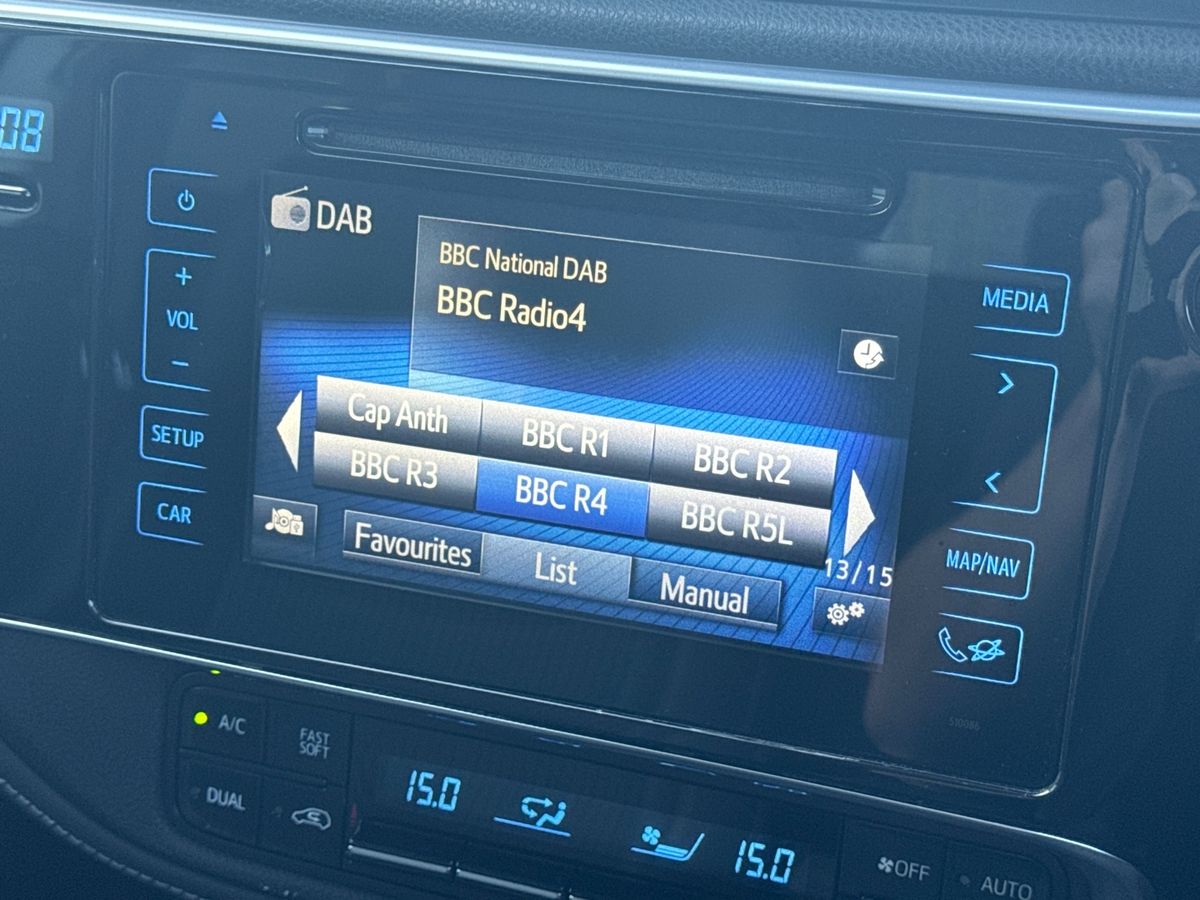 08
DAB
BBC National DAB
BBC Radio4
MEDIA
+
VOL
−
SETUP
CAR
Cap Anth
BBC R1
BBC R2
BBC R3
BBC R4
BBC R5L
Favourites
List
Manual
13/15
MAP/NAV
510086
A/C
FAST
SOFT
DUAL
15.0
15.0
OFF
AUTO